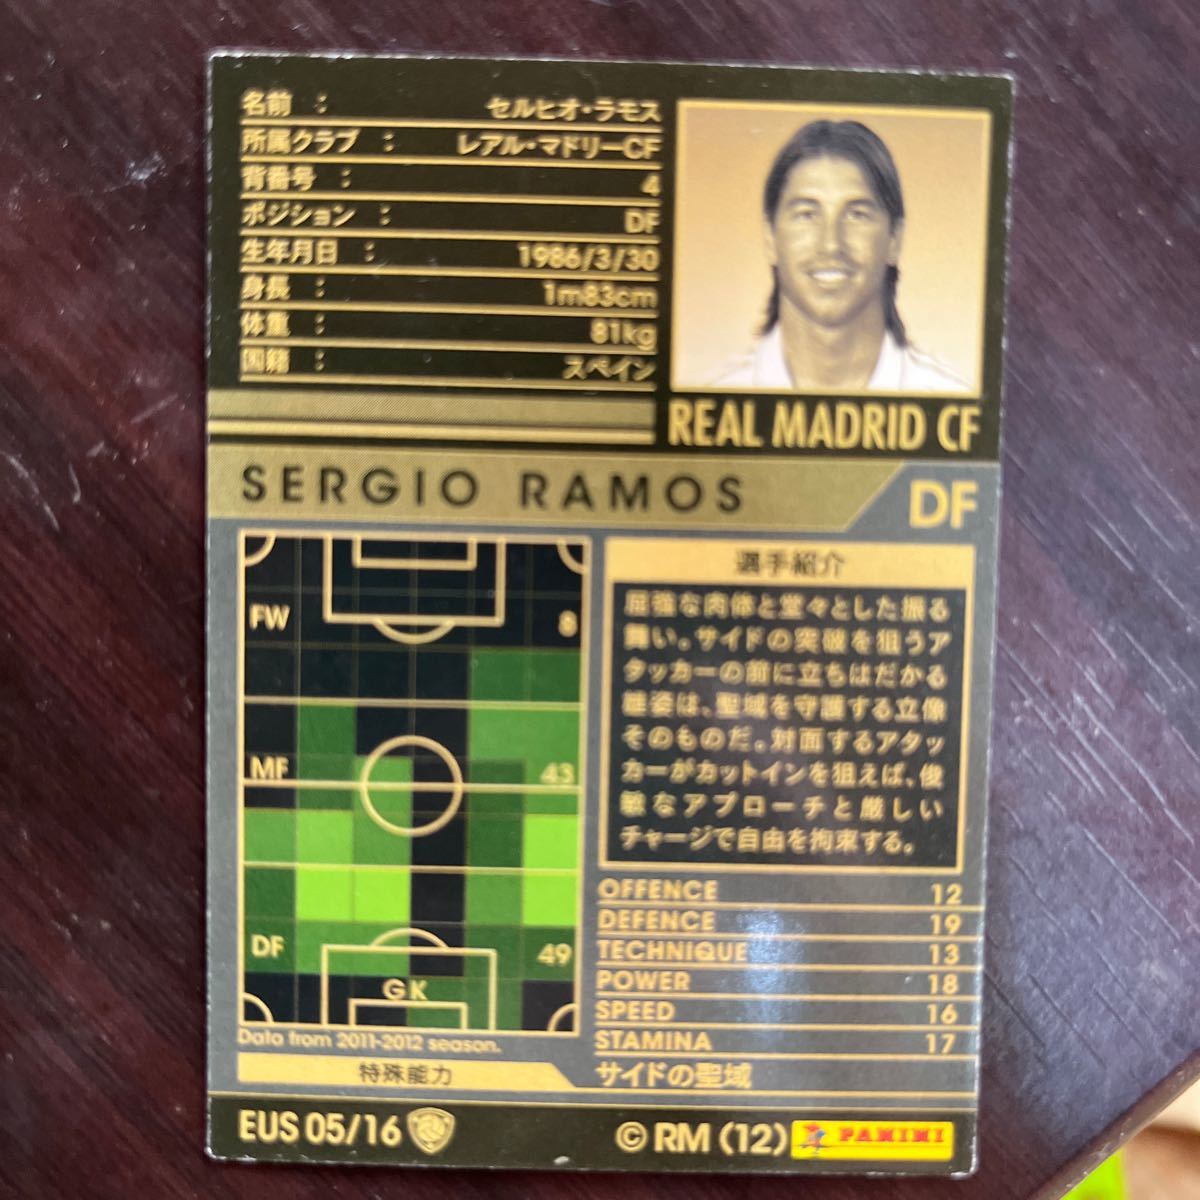 名前 : セルヒオ・ラモス
所属クラブ : レアル・マドリーCF
背番号 : 4
ポジション : DF
生年月日 : 1986/3/30
身長 : 1m83cm
体重 : 81kg
国籍 : スペイン
REAL MADRID CF
SERGIO RAMOS
DF
FW 8
MF 43
DF 49
GK
Data from 2011-2012 season.
選手紹介
屈強な肉体と堂々とした振る
舞い。サイドの突破を狙うア
タッカーの前に立ちはだかる
雄姿は、聖域を守護する立像
そのものだ。対面するアタッ
カーがカットインを狙えば、俊
敏なアプローチと厳しい
チャージで自由を拘束する。
OFFENCE 12
DEFENCE 19
TECHNIQUE 13
POWER 18
SPEED 16
STAMINA 17
特殊能力 サイドの聖域
EUS 05/16
© RM (12) PANINI